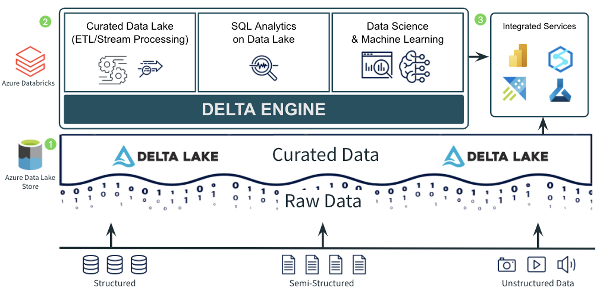 2
Curated Data Lake
(ETL/Stream Processing)
SQL Analytics
on Data Lake
Data Science
& Machine Learning
3
Integrated Services
Azure Databricks
DELTA ENGINE
1
Azure Data Lake
Store
DELTA LAKE
Curated Data
DELTA LAKE
Raw Data
Structured
Semi-Structured
Unstructured Data